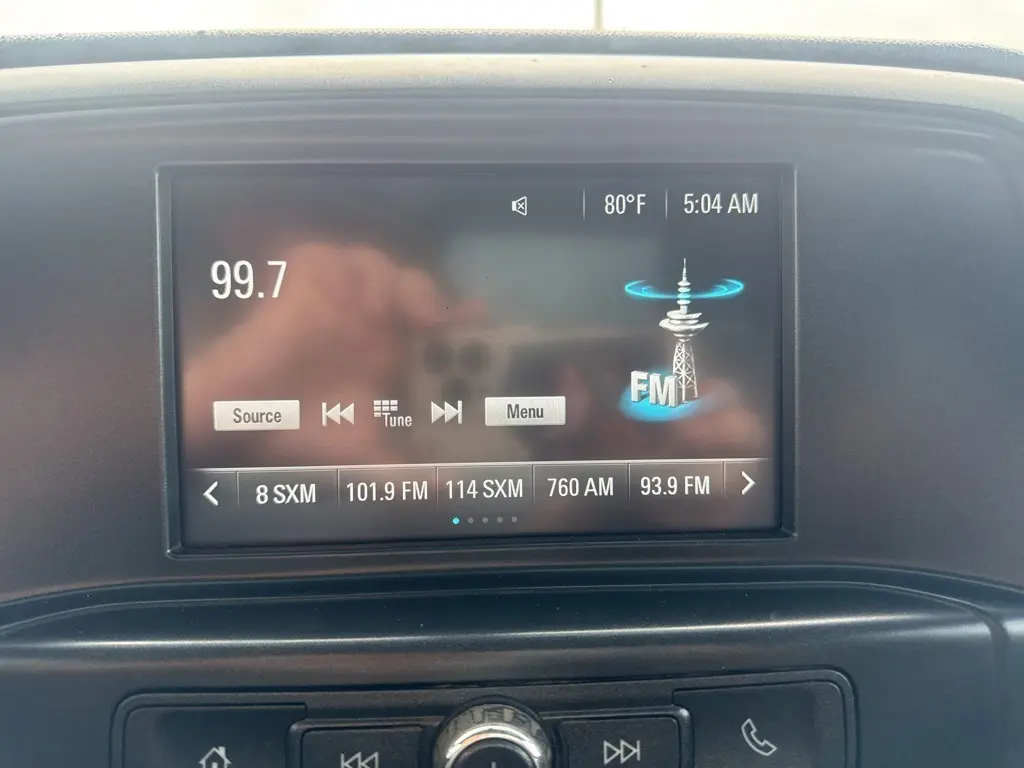 80°F 5:04 AM
99.7
FM
Source Tune Menu
8 SXM 101.9 FM 114 SXM 760 AM 93.9 FM